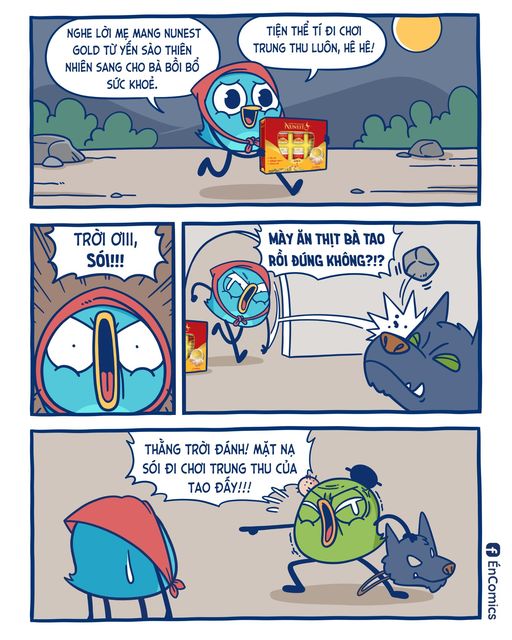 NGHE LỜI MẸ MANG NUNEST
GOLD TỪ YẾN SÀO THIÊN
NHIÊN SANG CHO BÀ BỒI BỔ
SỨC KHOẺ.
TIỆN THỂ TÍ ĐI CHƠI
TRUNG THU LUÔN, HÊ HÊ!
NUNEST
TRỜI ƠIII,
SÓI!!!!
MÀY ĂN THỊT BÀ TAO
RỒI ĐÚNG KHÔNG?!?
THẰNG TRỜI ĐÁNH! MẶT NẠ
SÓI ĐI CHƠI TRUNG THU CỦA
TAO ĐẤY!!!
ÉnComics